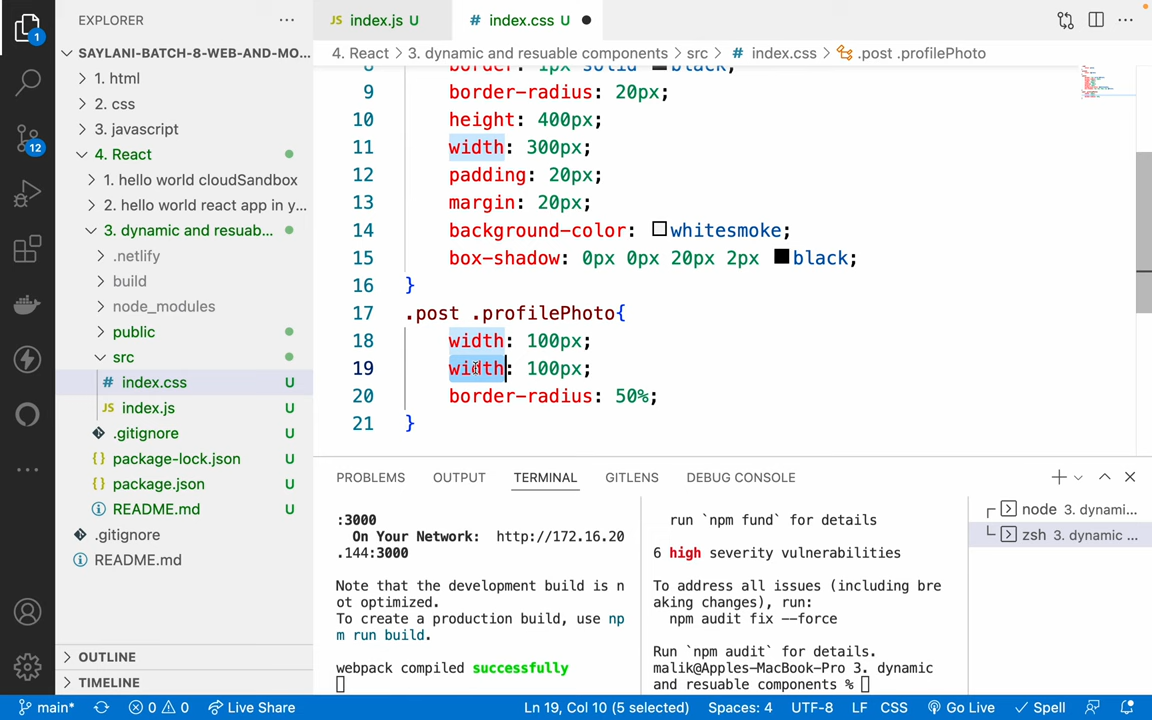 EXPLORER
SAYLANI-BATCH-8-WEB-AND-MO...
1. html
2. css
3. javascript
4. React
1. hello world cloudSandbox
2. hello world react app in y...
3. dynamic and resuab...
.netlify
build
node_modules
public
src
# index.css U
JS index.js U
.gitignore U
{} package-lock.json U
{} package.json U
README.md U
.gitignore
README.md
OUTLINE
TIMELINE
1
12
JS index.js U
# index.css U
4. React > 3. dynamic and resuable components > src > # index.css > .post .profilePhoto
8 border: 1px solid black;
9 border-radius: 20px;
10 height: 400px;
11 width: 300px;
12 padding: 20px;
13 margin: 20px;
14 background-color: whitesmoke;
15 box-shadow: 0px 0px 20px 2px black;
16 }
17 .post .profilePhoto{
18 width: 100px;
19 width: 100px;
20 border-radius: 50%;
21 }
PROBLEMS OUTPUT TERMINAL GITLENS DEBUG CONSOLE
:3000
On Your Network: http://172.16.20
.144:3000
Note that the development build is n
ot optimized.
To create a production build, use np
m run build.
webpack compiled successfully
run `npm fund` for details
6 high severity vulnerabilities
To address all issues (including bre
aking changes), run:
npm audit fix --force
Run `npm audit` for details.
malik@Apples-MacBook-Pro 3. dynamic
and resuable components %
node 3. dynami...
zsh 3. dynamic ...
main* 0 0 Live Share Ln 19, Col 10 (5 selected) Spaces: 4 UTF-8 LF CSS Go Live Spell